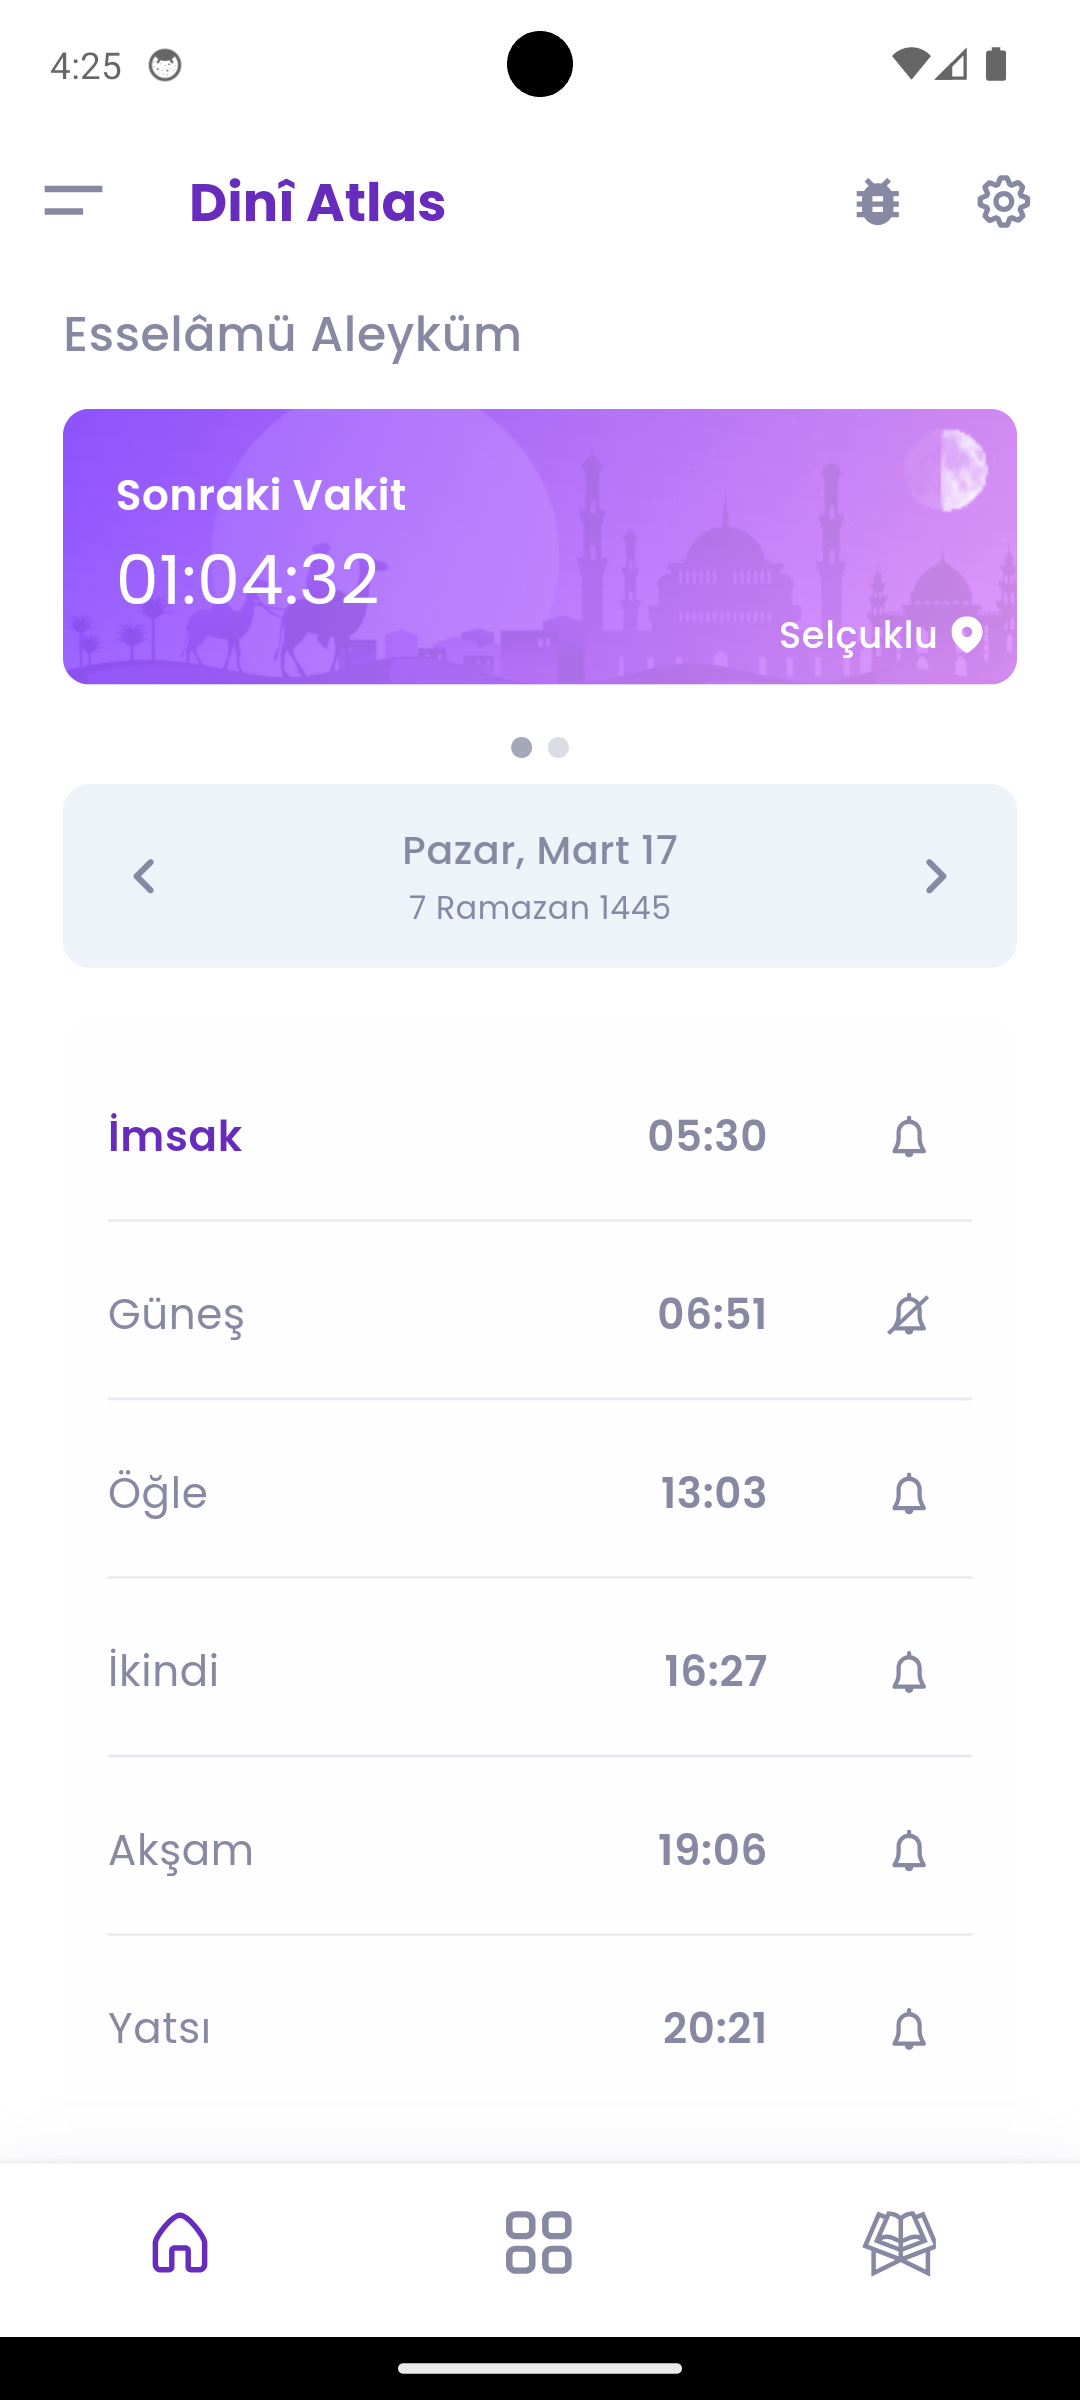 4:25
Dinî Atlas
Esselâmü Aleyküm
Sonraki Vakit
01:04:32
Selçuklu
Pazar, Mart 17
7 Ramazan 1445
İmsak 05:30
Güneş 06:51
Öğle 13:03
İkindi 16:27
Akşam 19:06
Yatsı 20:21